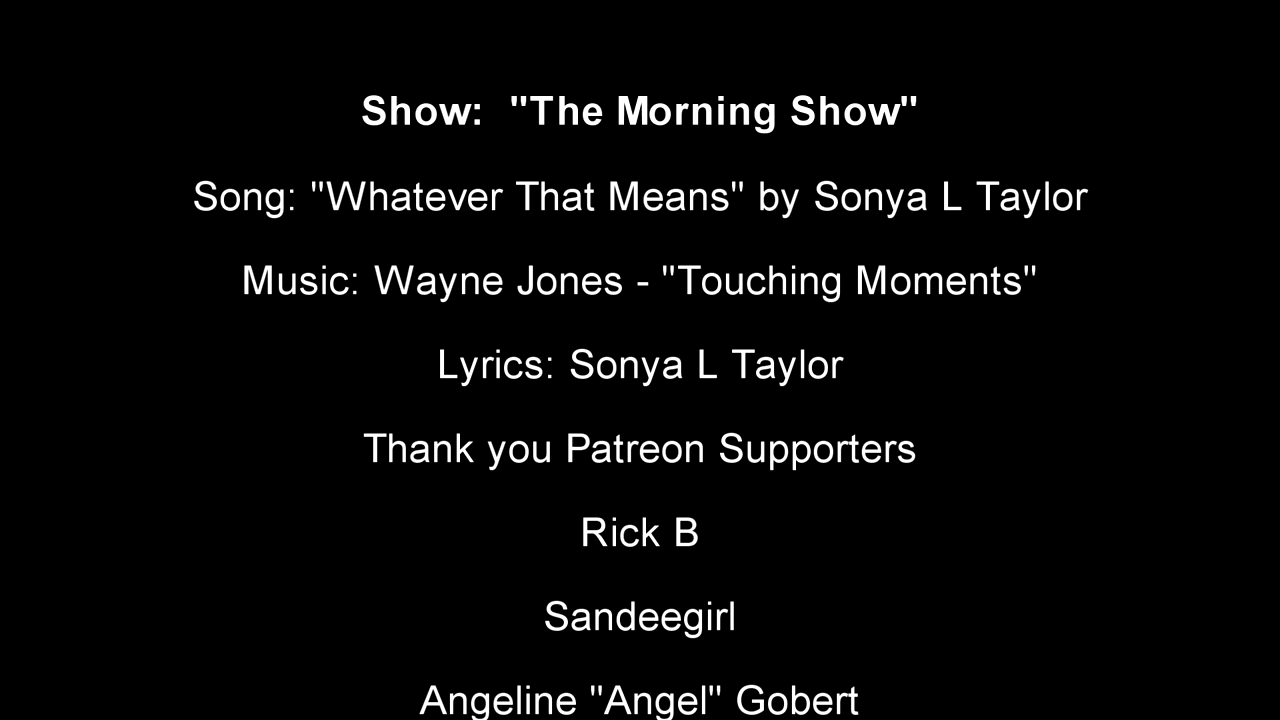 Show:  "The Morning Show"
Song: "Whatever That Means" by Sonya L Taylor
Music: Wayne Jones - "Touching Moments"
Lyrics: Sonya L Taylor
Thank you Patreon Supporters
Rick B
Sandeegirl
Angeline "Angel" Gobert